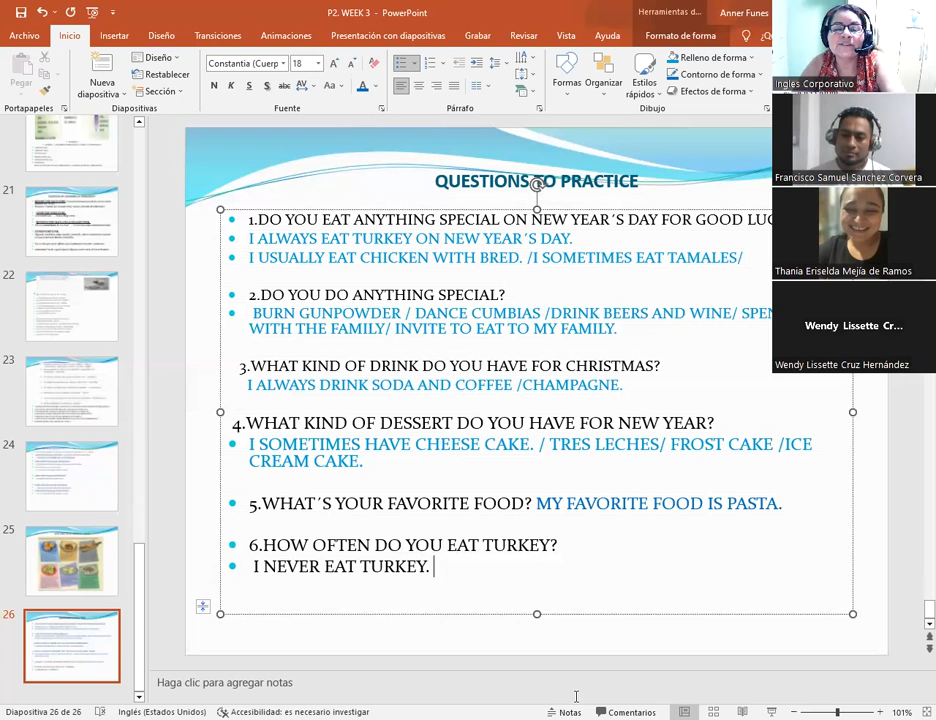 P2. WEEK 3 - PowerPoint
Herramientas d...
Anner Funes
Archivo Inicio Insertar Diseño Transiciones Animaciones Presentación con diapositivas Grabar Revisar Vista Ayuda Formato de forma
Pegar
Nueva diapositiva
Diseño
Restablecer
Sección
Constantia (Cuerp
18
N K S S abc AV Aa A
Formas
Organizar
Estilos rápidos
Relleno de forma
Contorno de forma
Efectos de forma
Portapapeles Diapositivas Fuente Párrafo Dibujo
Ingles Corporativo
Francisco Samuel Sanchez Corvera
Thania Eriselda Mejía de Ramos
Wendy Lissette Cr...
Wendy Lissette Cruz Hernández
21
22
23
24
25
26
QUESTIONS TO PRACTICE
1.DO YOU EAT ANYTHING SPECIAL ON NEW YEAR´S DAY FOR GOOD LUC
I ALWAYS EAT TURKEY ON NEW YEAR´S DAY.
I USUALLY EAT CHICKEN WITH BRED. /I SOMETIMES EAT TAMALES/
2.DO YOU DO ANYTHING SPECIAL?
BURN GUNPOWDER / DANCE CUMBIAS /DRINK BEERS AND WINE/ SPEN
WITH THE FAMILY/ INVITE TO EAT TO MY FAMILY.
3.WHAT KIND OF DRINK DO YOU HAVE FOR CHRISTMAS?
I ALWAYS DRINK SODA AND COFFEE /CHAMPAGNE.
4.WHAT KIND OF DESSERT DO YOU HAVE FOR NEW YEAR?
I SOMETIMES HAVE CHEESE CAKE. / TRES LECHES/ FROST CAKE /ICE
CREAM CAKE.
5.WHAT´S YOUR FAVORITE FOOD? MY FAVORITE FOOD IS PASTA.
6.HOW OFTEN DO YOU EAT TURKEY?
I NEVER EAT TURKEY.
Haga clic para agregar notas
Diapositiva 26 de 26 Inglés (Estados Unidos) Accesibilidad: es necesario investigar Notas Comentarios 101%